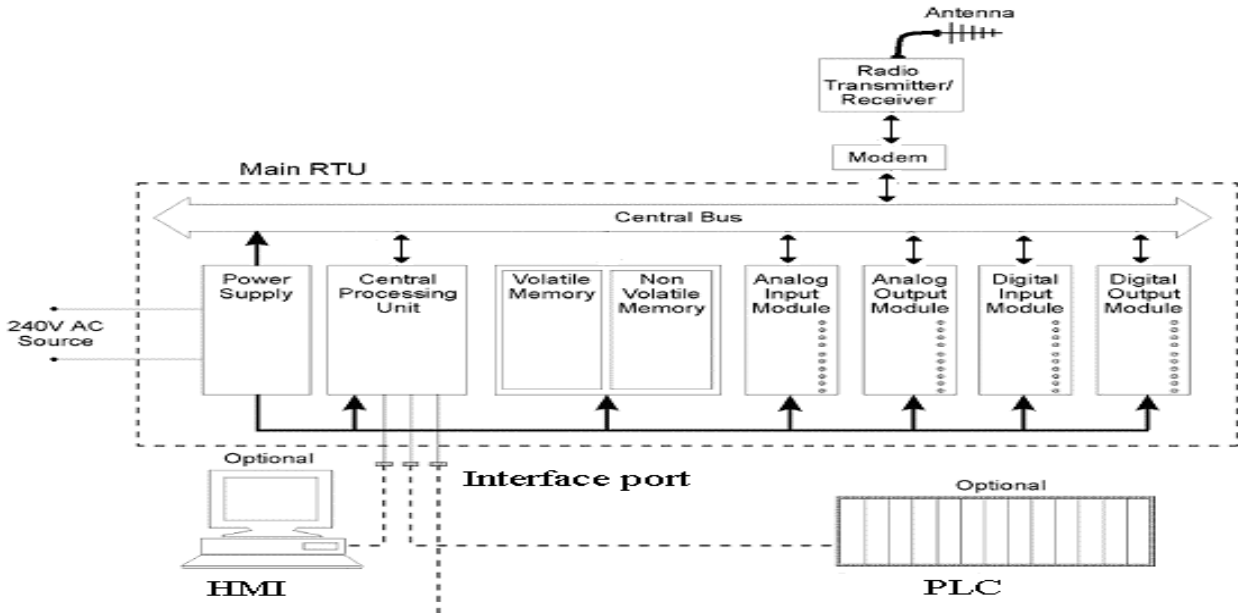 Antenna
Radio
Transmitter/
Receiver
Modem
Main RTU
Central Bus
Power
Supply
Central
Processing
Unit
Volatile
Memory
Non
Volatile
Memory
Analog
Input
Module
Analog
Output
Module
Digital
Input
Module
Digital
Output
Module
240V AC
Source
Optional
Interface port
Optional
HMI
PLC